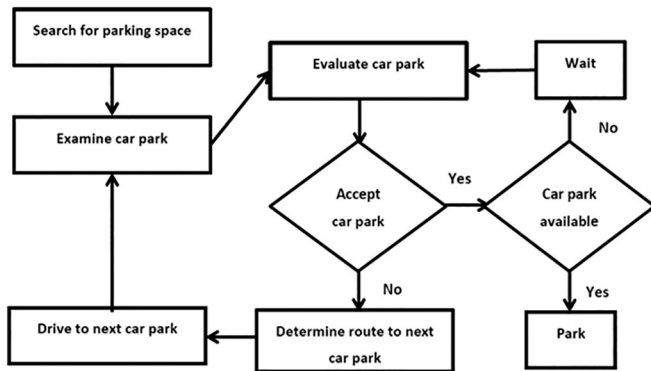 Search for parking space
Evaluate car park
Wait
Examine car park
No
Yes
Accept
car park
Car park
available
No
Yes
Drive to next car park
Determine route to next
car park
Park